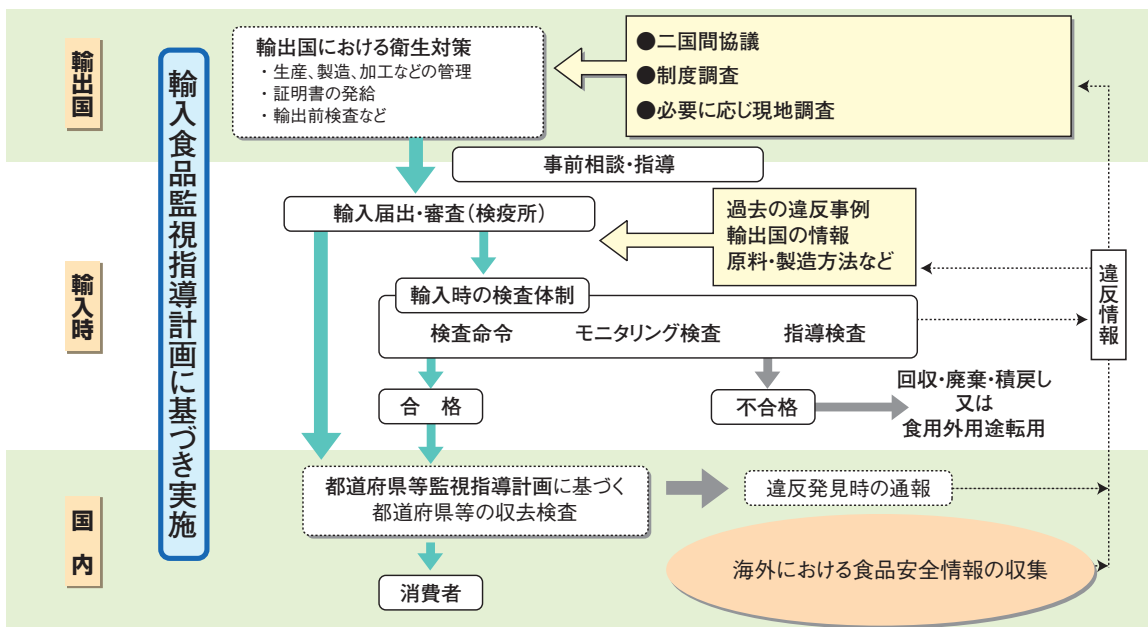 輸出国
輸入時
国内
輸入食品監視指導計画に基づき実施
輸出国における衛生対策
・生産、製造、加工などの管理
・証明書の発給
・輸出前検査など
●二国間協議
●制度調査
●必要に応じ現地調査
事前相談・指導
輸入届出・審査（検疫所）
過去の違反事例
輸出国の情報
原料・製造方法など
違反情報
輸入時の検査体制
検査命令 モニタリング検査 指導検査
合　格
不合格
回収・廃棄・積戻し
又は
食用外用途転用
都道府県等監視指導計画に基づく
都道府県等の収去検査
違反発見時の通報
海外における食品安全情報の収集
消費者